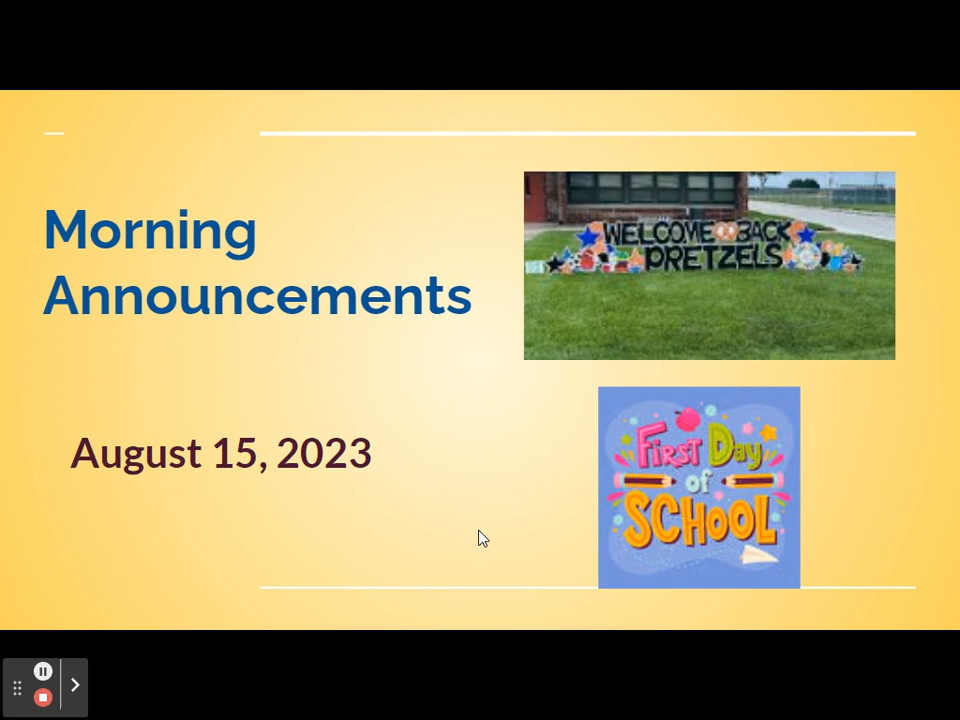 Morning
Announcements
August 15, 2023
WELCOME BACK
PRETZELS
First Day
of
SCHOOL